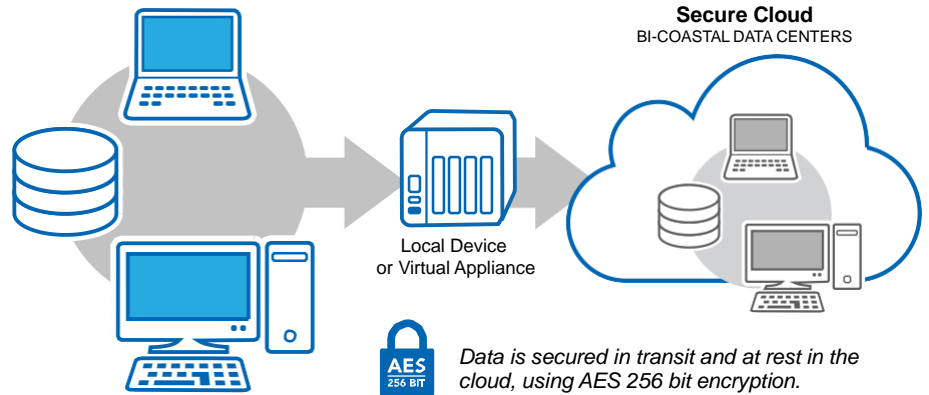 Secure Cloud
BI-COASTAL DATA CENTERS
Local Device
or Virtual Appliance
AES
256 BIT
Data is secured in transit and at rest in the
cloud, using AES 256 bit encryption.